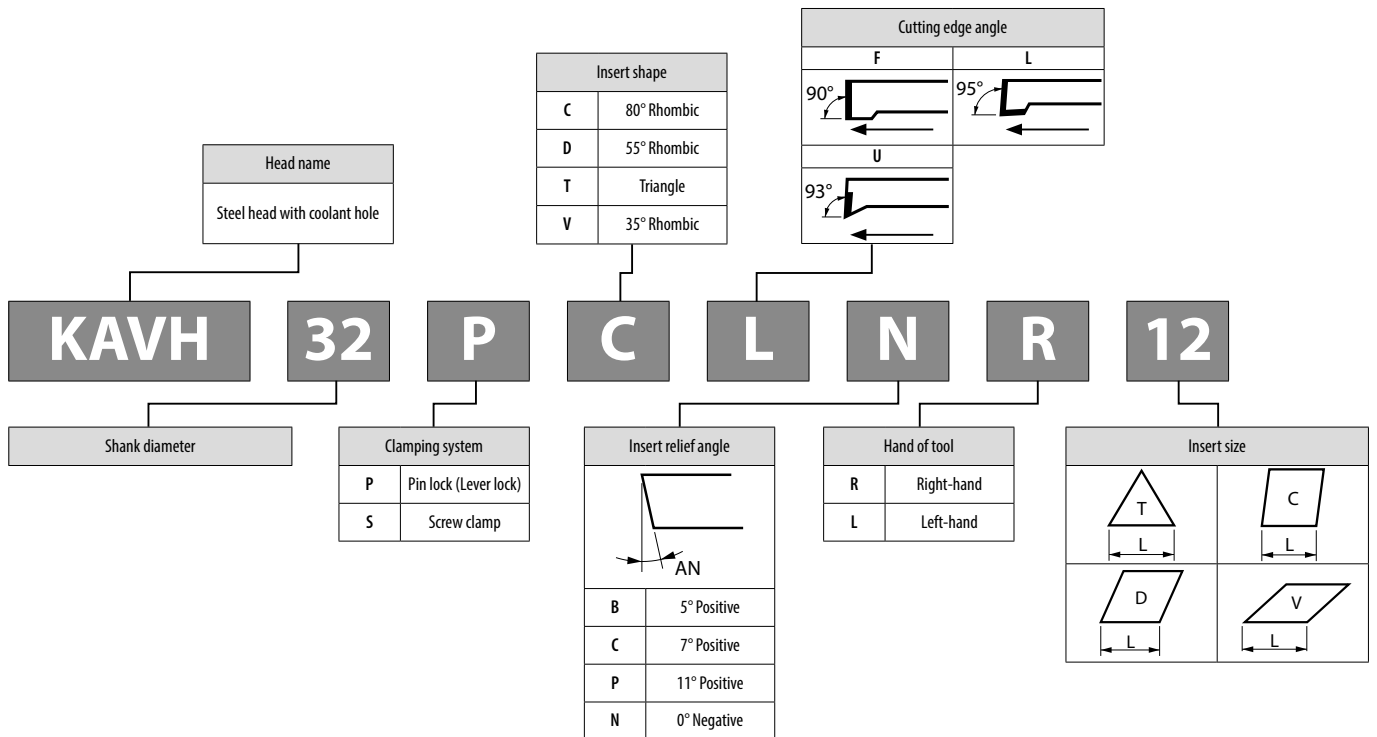 Cutting edge angle
F L
90° 95°
U
93°
Insert shape
C 80° Rhombic
D 55° Rhombic
T Triangle
V 35° Rhombic
Head name
Steel head with coolant hole
KAVH 32 P C L N R 12
Shank diameter
Clamping system
P Pin lock (Lever lock)
S Screw clamp
Insert relief angle
AN
B 5° Positive
C 7° Positive
P 11° Positive
N 0° Negative
Hand of tool
R Right-hand
L Left-hand
Insert size
T C
L L
D V
L L